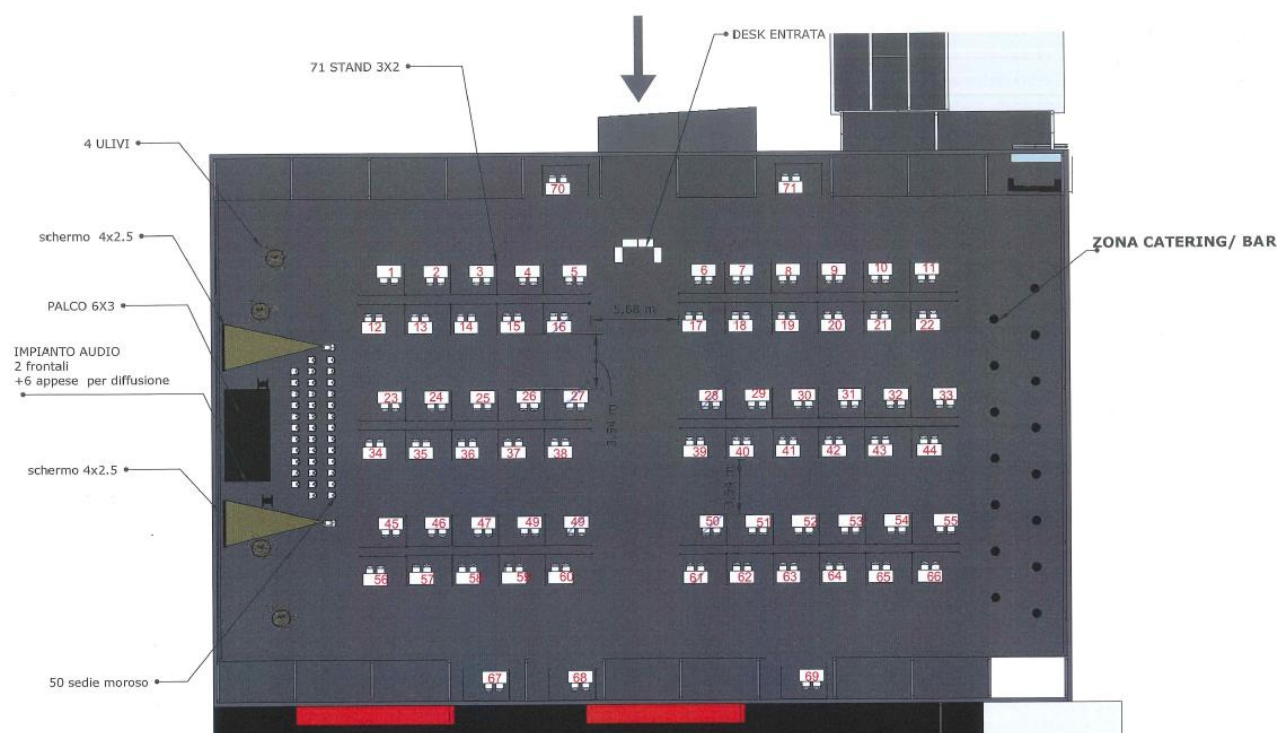 DESK ENTRATA
71 STAND 3X2
4 ULIVI
70
71
schermo 4x2.5
ZONA CATERING/ BAR
1 2 3 4 5 6 7 8 9 10 11
PALCO 6X3
5,68 m
12 13 14 15 16 17 18 19 20 21 22
IMPIANTO AUDIO
2 frontali
+6 appese per diffusione
23 24 25 26 27 28 29 30 31 32 33
3,94 m
34 35 36 37 38 39 40 41 42 43 44
schermo 4x2.5
3,94 m
45 46 47 49 49 50 51 52 53 54 55
56 57 58 59 60 61 62 63 64 65 66
50 sedie moroso
67 68 69